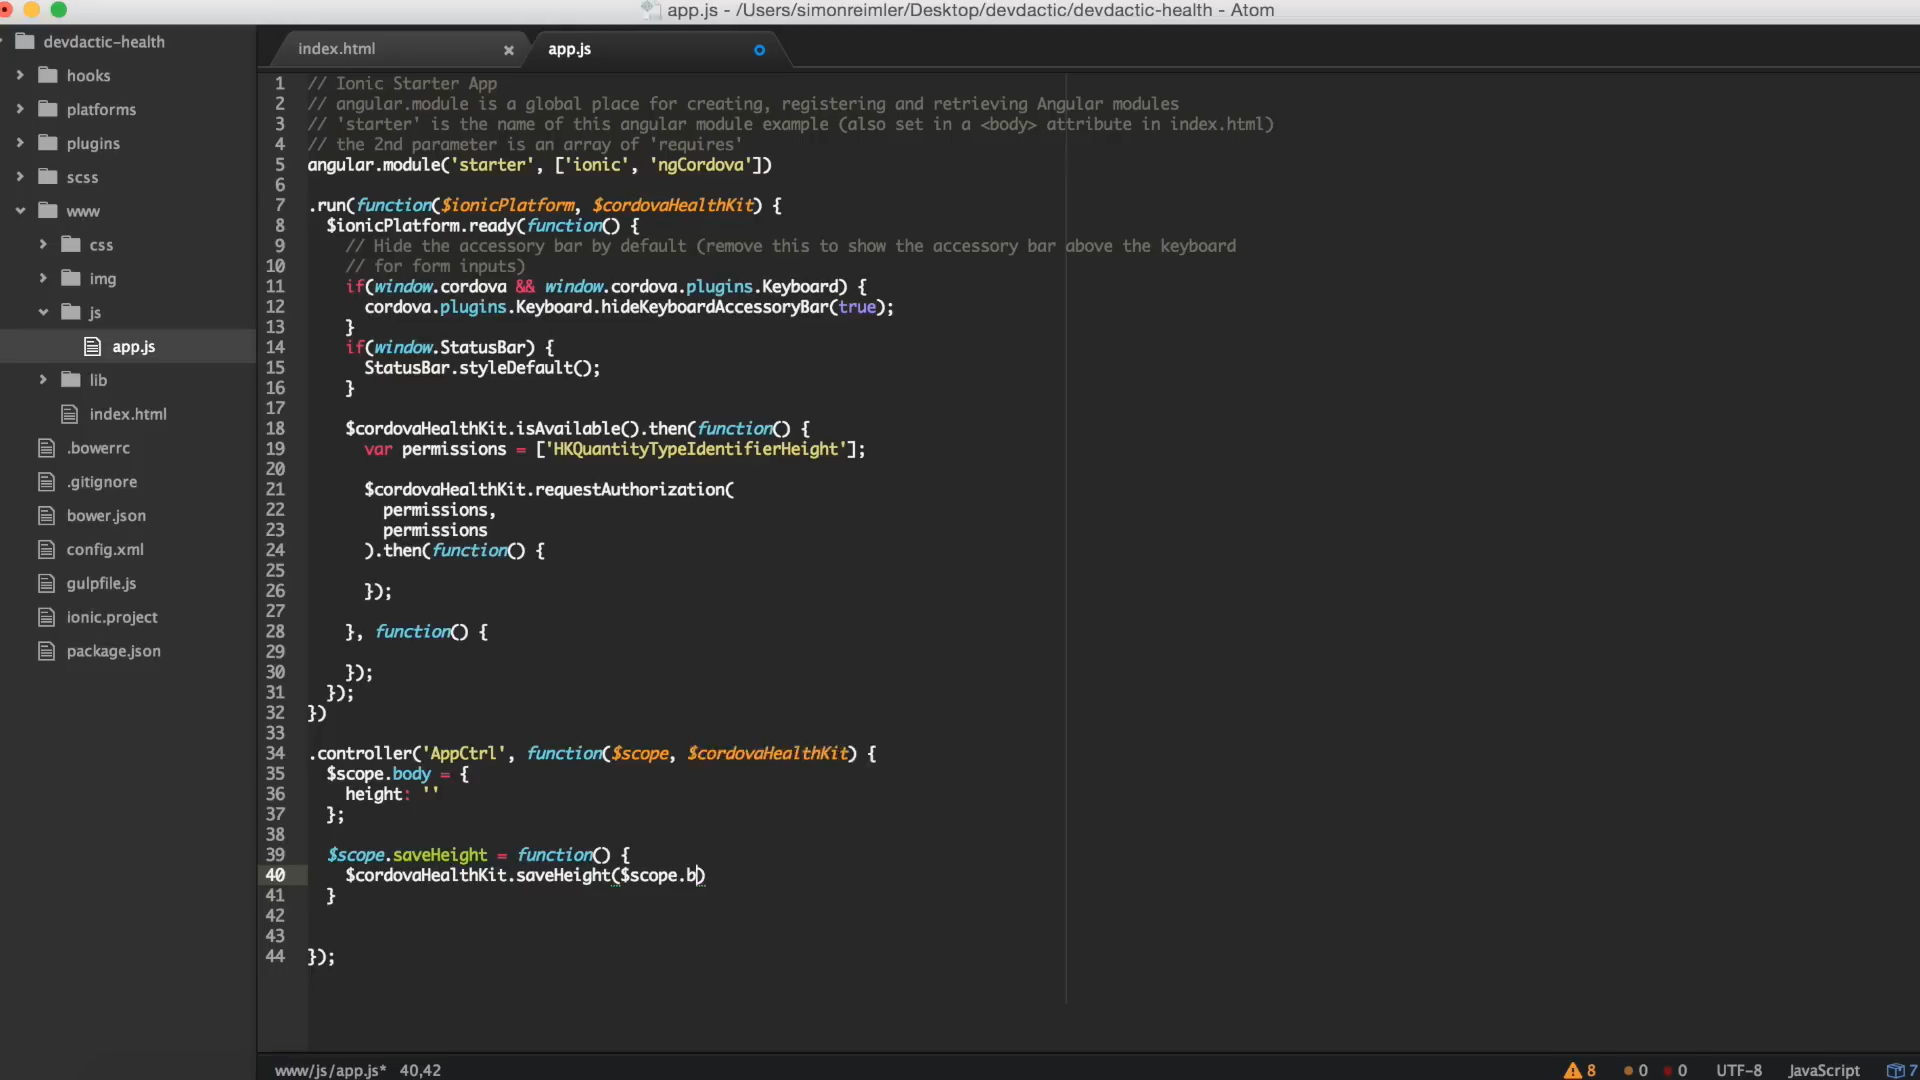 app.js - /Users/simonreimler/Desktop/devdactic/devdactic-health - Atom
devdactic-health
hooks
platforms
plugins
scss
www
css
img
js
app.js
lib
index.html
.bowerrc
.gitignore
bower.json
config.xml
gulpfile.js
ionic.project
package.json
index.html
app.js
1 // Ionic Starter App
2 // angular.module is a global place for creating, registering and retrieving Angular modules
3 // 'starter' is the name of this angular module example (also set in a <body> attribute in index.html)
4 // the 2nd parameter is an array of 'requires'
5 angular.module('starter', ['ionic', 'ngCordova'])
6
7 .run(function($ionicPlatform, $cordovaHealthKit) {
8 $ionicPlatform.ready(function() {
9 // Hide the accessory bar by default (remove this to show the accessory bar above the keyboard
10 // for form inputs)
11 if(window.cordova && window.cordova.plugins.Keyboard) {
12 cordova.plugins.Keyboard.hideKeyboardAccessoryBar(true);
13 }
14 if(window.StatusBar) {
15 StatusBar.styleDefault();
16 }
17
18 $cordovaHealthKit.isAvailable().then(function() {
19 var permissions = ['HKQuantityTypeIdentifierHeight'];
20
21 $cordovaHealthKit.requestAuthorization(
22 permissions,
23 permissions
24 ).then(function() {
25
26 });
27
28 }, function() {
29
30 });
31 });
32 })
33
34 .controller('AppCtrl', function($scope, $cordovaHealthKit) {
35 $scope.body = {
36 height: ''
37 };
38
39 $scope.saveHeight = function() {
40 $cordovaHealthKit.saveHeight($scope.b)
41 }
42
43
44 });
www/js/app.js* 40,42
8 0 0 UTF-8 JavaScript 7